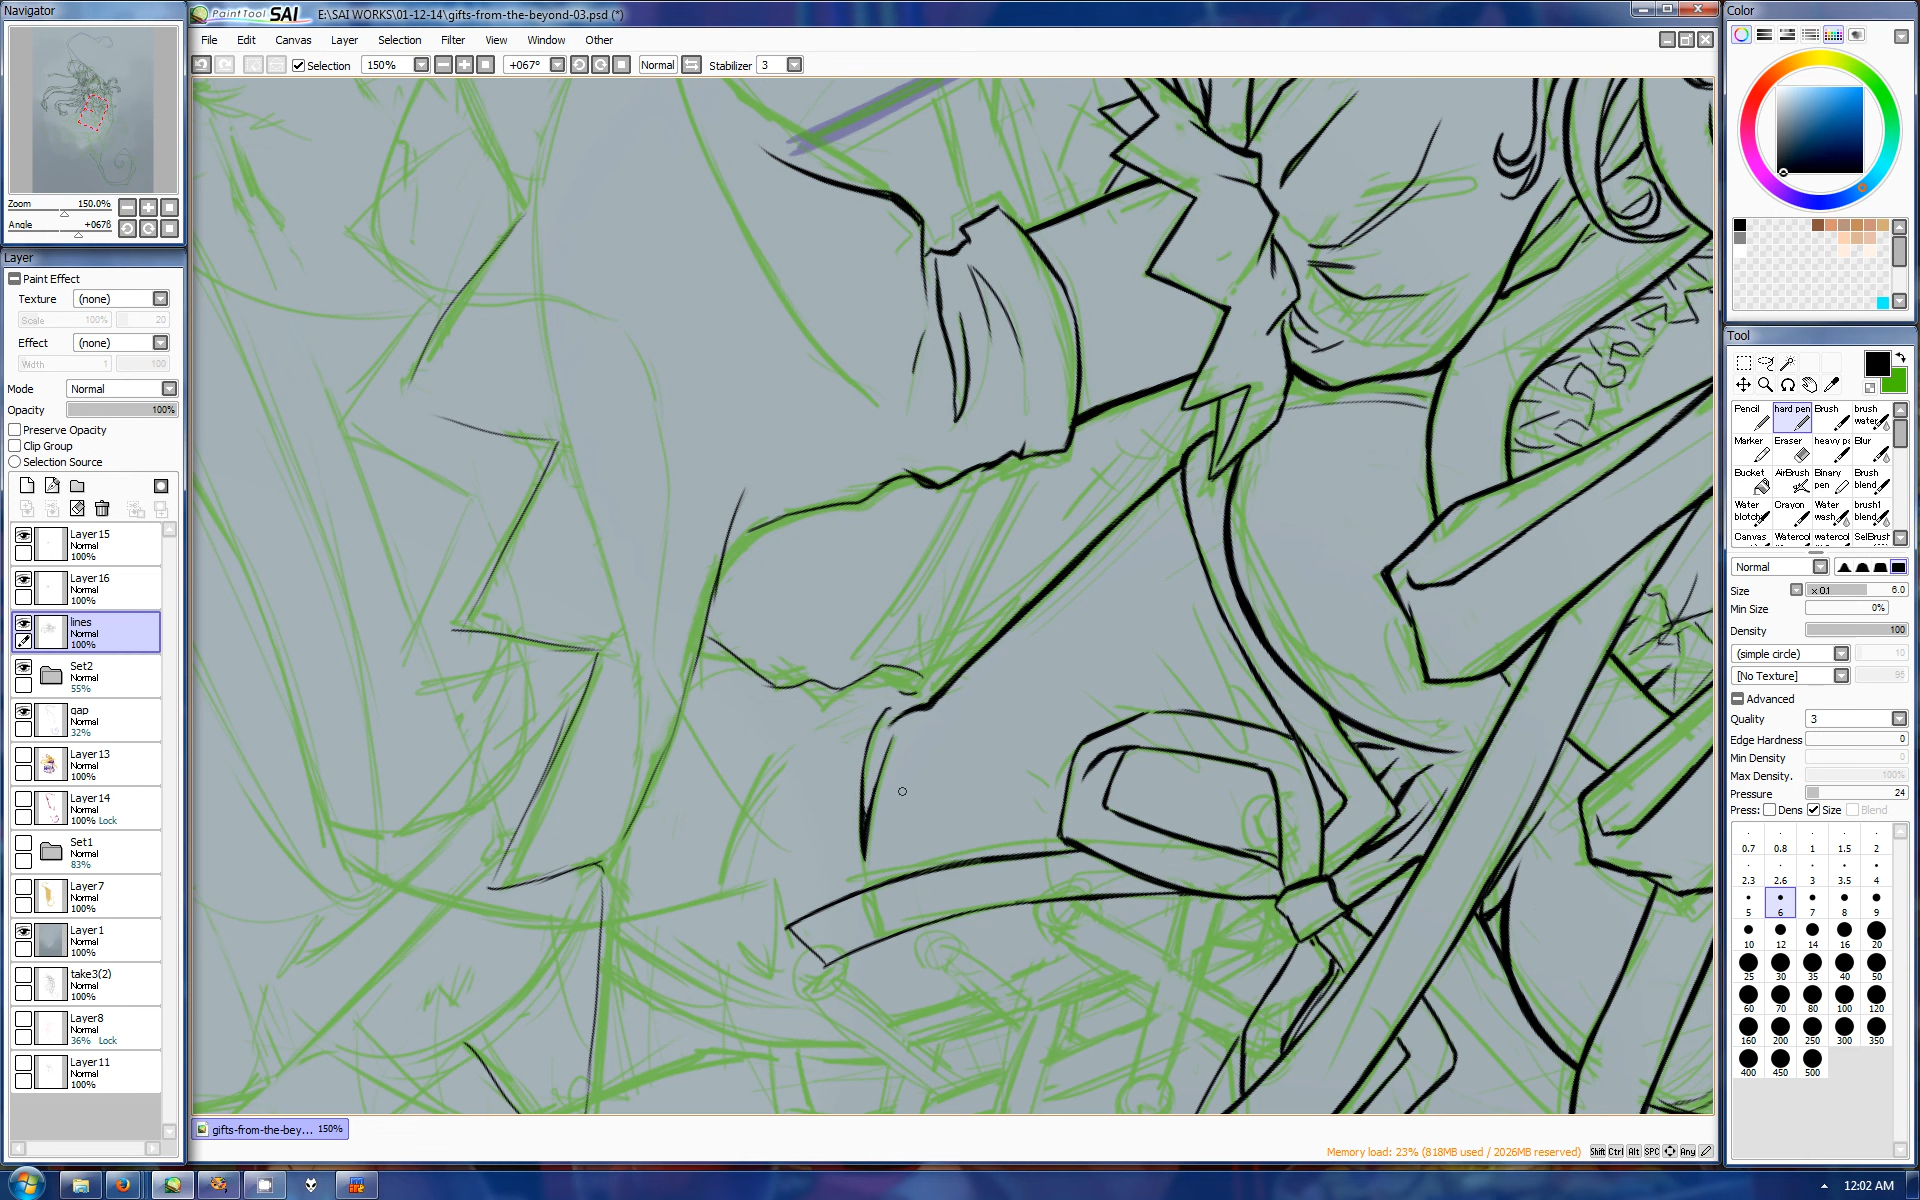 Navigator
Zoom 150.0%
Angle +067ß
PaintTool SAI E:\SAI WORKS\01-12-14\gifts-from-the-beyond-03.psd (*)
File Edit Canvas Layer Selection Filter View Window Other
Selection 150% +067° Normal Stabilizer 3
Layer
Paint Effect
Texture (none)
Scale 100% 20
Effect (none)
Width 1 100
Mode Normal
Opacity 100%
Preserve Opacity
Clip Group
Selection Source
Layer15
Normal
100%
Layer16
Normal
100%
lines
Normal
100%
Set2
Normal
55%
gap
Normal
32%
Layer13
Normal
100%
Layer14
Normal
100% Lock
Set1
Normal
83%
Layer7
Normal
100%
Layer1
Normal
100%
take3(2)
Normal
100%
Layer8
Normal
36% Lock
Layer11
Normal
100%
gifts-from-the-bey... 150%
Memory load: 23% (818MB used / 2026MB reserved) Shift Ctrl Alt SPC Any
Color
Tool
Pencil hard pen Brush brush water
Marker Eraser heavy p Blur
Bucket AirBrush Binary pen Brush blend
Water blotch Crayon Water wash brush1 blend
Canvas Watercol watercol SelBrush
Normal
Size x 0.1 6.0
Min Size 0%
Density 100
(simple circle) 10
[No Texture] 95
Advanced
Quality 3
Edge Hardness 0
Min Density 0
Max Density. 100%
Pressure 24
Press: Dens Size Blend
0.7 0.8 1 1.5 2
2.3 2.6 3 3.5 4
5 6 7 8 9
10 12 14 16 20
25 30 35 40 50
60 70 80 100 120
160 200 250 300 350
400 450 500
12:02 AM